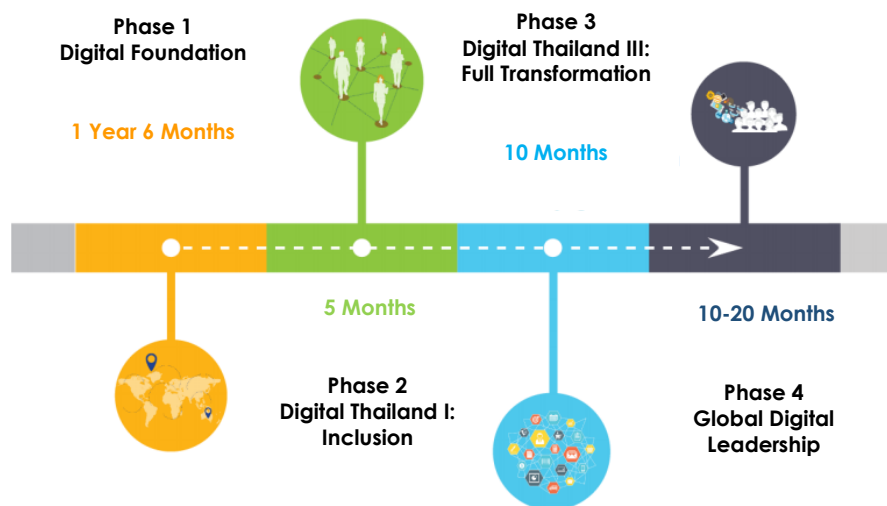 Phase 1
Digital Foundation
1 Year 6 Months
5 Months
Phase 2
Digital Thailand I:
Inclusion
Phase 3
Digital Thailand III:
Full Transformation
10 Months
10-20 Months
Phase 4
Global Digital
Leadership